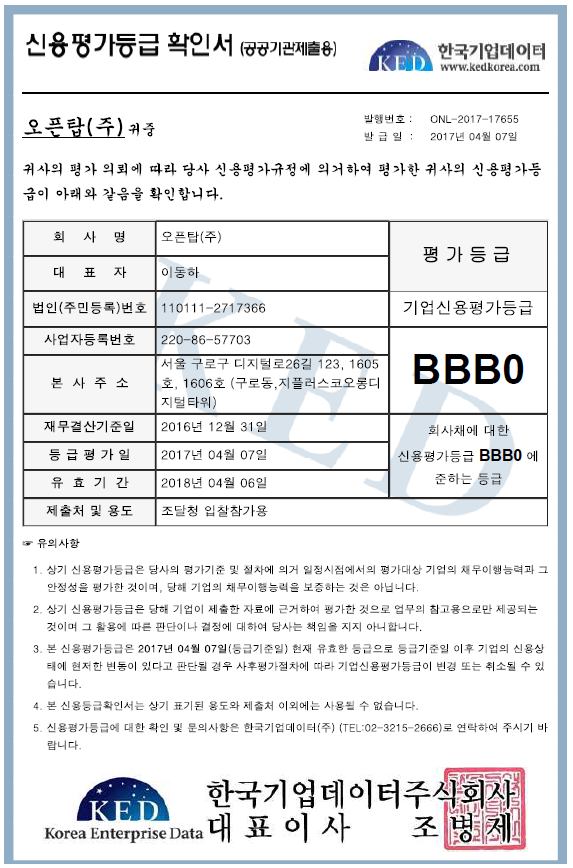 신용평가등급 확인서 (공공기관제출용)
KED 한국기업데이터
www.kedkorea.com
오픈탑(주) 귀중
발행번호 : ONL-2017-17655
발 급 일 : 2017년 04월 07일
귀사의 평가 의뢰에 따라 당사 신용평가규정에 의거하여 평가한 귀사의 신용평가등
급이 아래와 같음을 확인합니다.
회 사 명 오픈탑(주)
평 가 등 급
대 표 자 이동하
법인(주민등록)번호 110111-2717366
기업신용평가등급
사업자등록번호 220-86-57703
BBB0
본 사 주 소
서울 구로구 디지털로26길 123, 1605
호, 1606호 (구로동,지플러스코오롱디
지털타워)
재무결산기준일 2016년 12월 31일
회사채에 대한
등 급 평 가 일 2017년 04월 07일
신용평가등급 BBB0 에
유 효 기 간 2018년 04월 06일
준하는 등급
제출처 및 용도 조달청 입찰참가용
KED
☞ 유의사항
1. 상기 신용평가등급은 당사의 평가기준 및 절차에 의거 일정시점에서의 평가대상 기업의 채무이행능력과 그
안정성을 평가한 것이며, 당해 기업의 채무이행능력을 보증하는 것은 아닙니다.
2. 상기 신용평가등급은 당해 기업이 제출한 자료에 근거하여 평가한 것으로 업무의 참고용으로만 제공되는
것이며 그 활용에 따른 판단이나 결정에 대하여 당사는 책임을 지지 아니합니다.
3. 본 신용평가등급은 2017년 04월 07일(등급기준일) 현재 유효한 등급으로 등급기준일 이후 기업의 신용상
태에 현저한 변동이 있다고 판단될 경우 사후평가절차에 따라 기업신용평가등급이 변경 또는 취소될 수 있
습니다.
4. 본 신용등급확인서는 상기 표기된 용도와 제출처 이외에는 사용될 수 없습니다.
5. 신용평가등급에 대한 확인 및 문의사항은 한국기업데이터(주) (TEL:02-3215-2666)로 연락하여 주시기 바
랍니다.
KED
Korea Enterprise Data
한국기업데이터주식회사
대 표 이 사 조 병 제